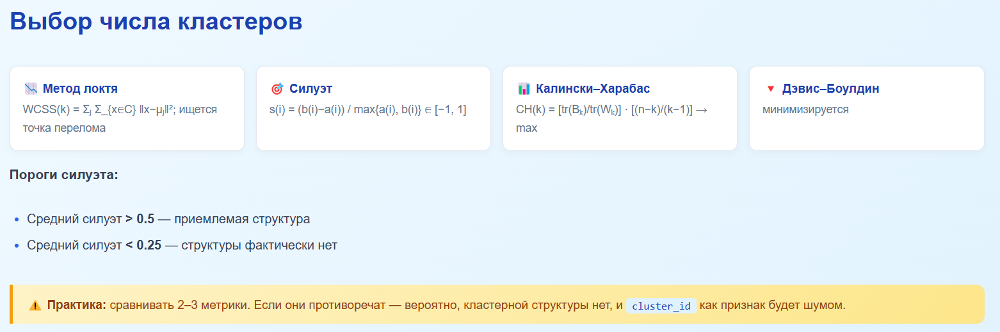 Выбор числа кластеров
📉 Метод локтя
WCSS(k) = Σⱼ Σ_{x∈C} ‖x−μⱼ‖²; ищется
точка перелома
🎯 Силуэт
s(i) = (b(i)−a(i)) / max{a(i), b(i)} ∈ [−1, 1]
📊 Калински–Харабас
CH(k) = [tr(Bₖ)/tr(Wₖ)] · [(n−k)/(k−1)] →
max
🔻 Дэвис–Боулдин
минимизируется
Пороги силуэта:
• Средний силуэт > 0.5 — приемлемая структура
• Средний силуэт < 0.25 — структуры фактически нет
⚠️ Практика: сравнивать 2–3 метрики. Если они противоречат — вероятно, кластерной структуры нет, и cluster_id как признак будет шумом.